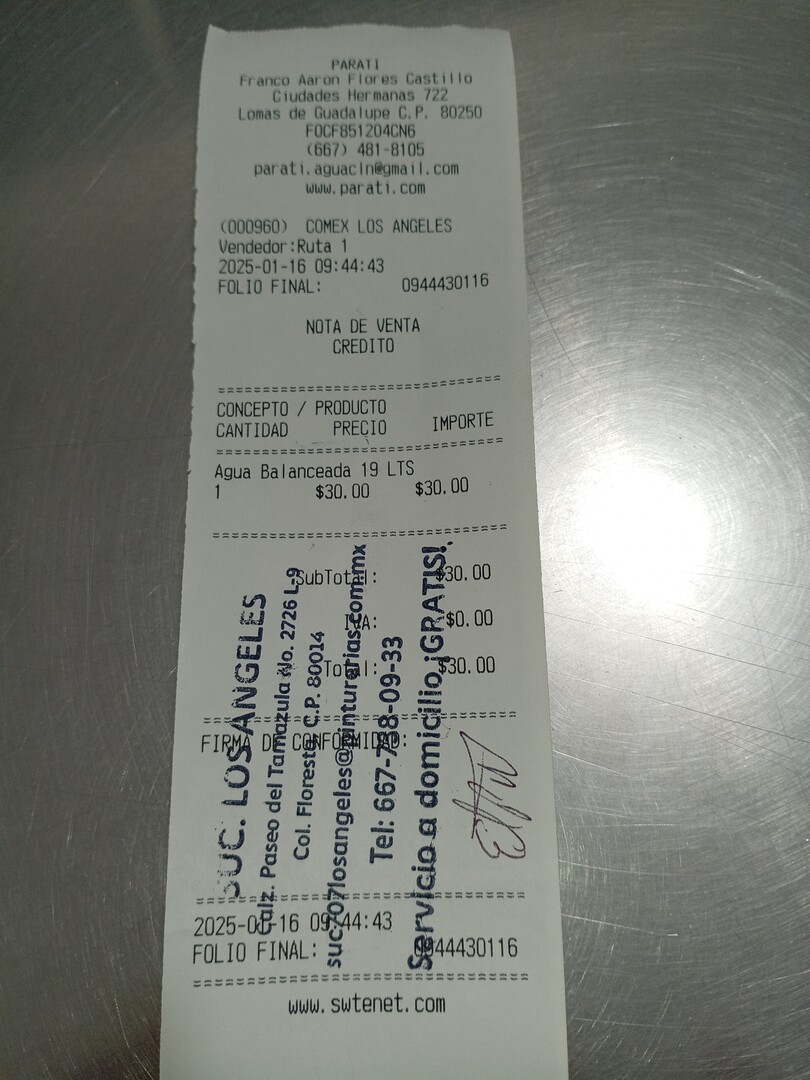 PARATI
Franco Aaron Flores Castillo
Ciudades Hermanas 722
Lomas de Guadalupe C.P. 80250
FOCF851204CN6
(667) 481-8105
parati.aguacln@gmail.com
www.parati.com
(000960) COMEX LOS ANGELES
Vendedor:Ruta 1
2025-01-16 09:44:43
FOLIO FINAL: 0944430116
NOTA DE VENTA
CREDITO
CONCEPTO / PRODUCTO
CANTIDAD PRECIO IMPORTE
Agua Balanceada 19 LTS
1 $30.00 $30.00
SubTotal: $30.00
IVA: $0.00
Total: $30.00
FIRMA DE CONFORMIDAD:
2025-01-16 09:44:43
FOLIO FINAL: 0944430116
www.swtenet.com
SUC. LOS ANGELES
Calz. Paseo del Tamazula No. 2726 L-9
Col. Floresta C.P. 80014
Tel: 667-738-09-33
Servicio a domicilio ¡GRATIS!.